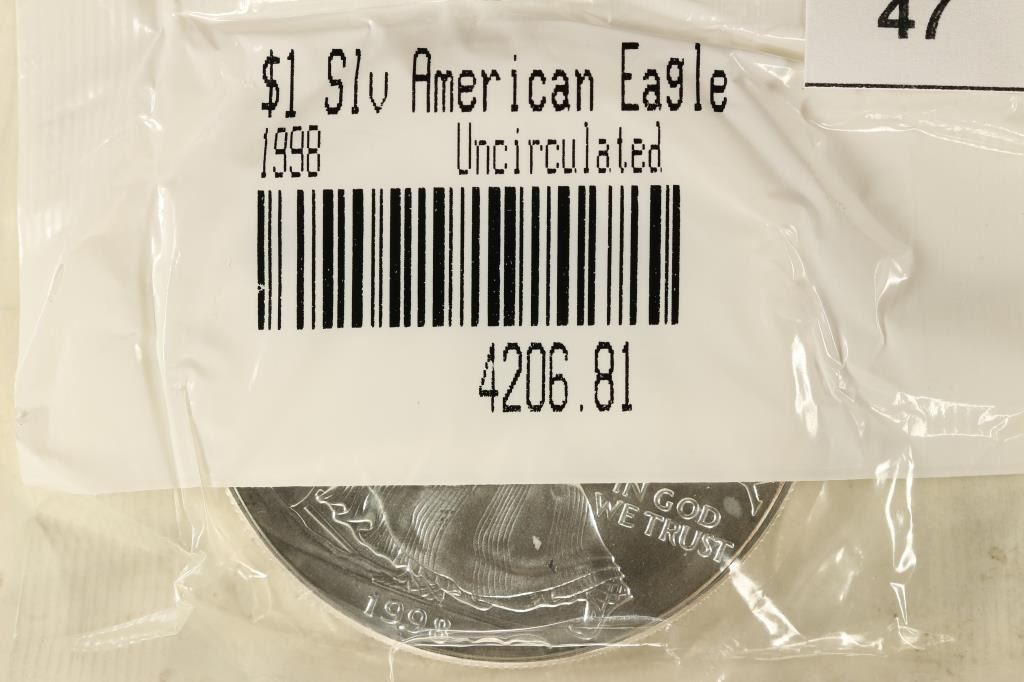 47
$1 Slv American Eagle
1998 Uncirculated
4206.81
IN GOD
WE TRUST
1998